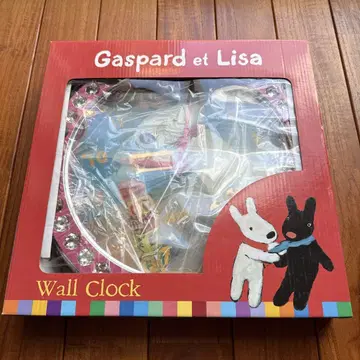 Gaspard et Lisa
Wall Clock